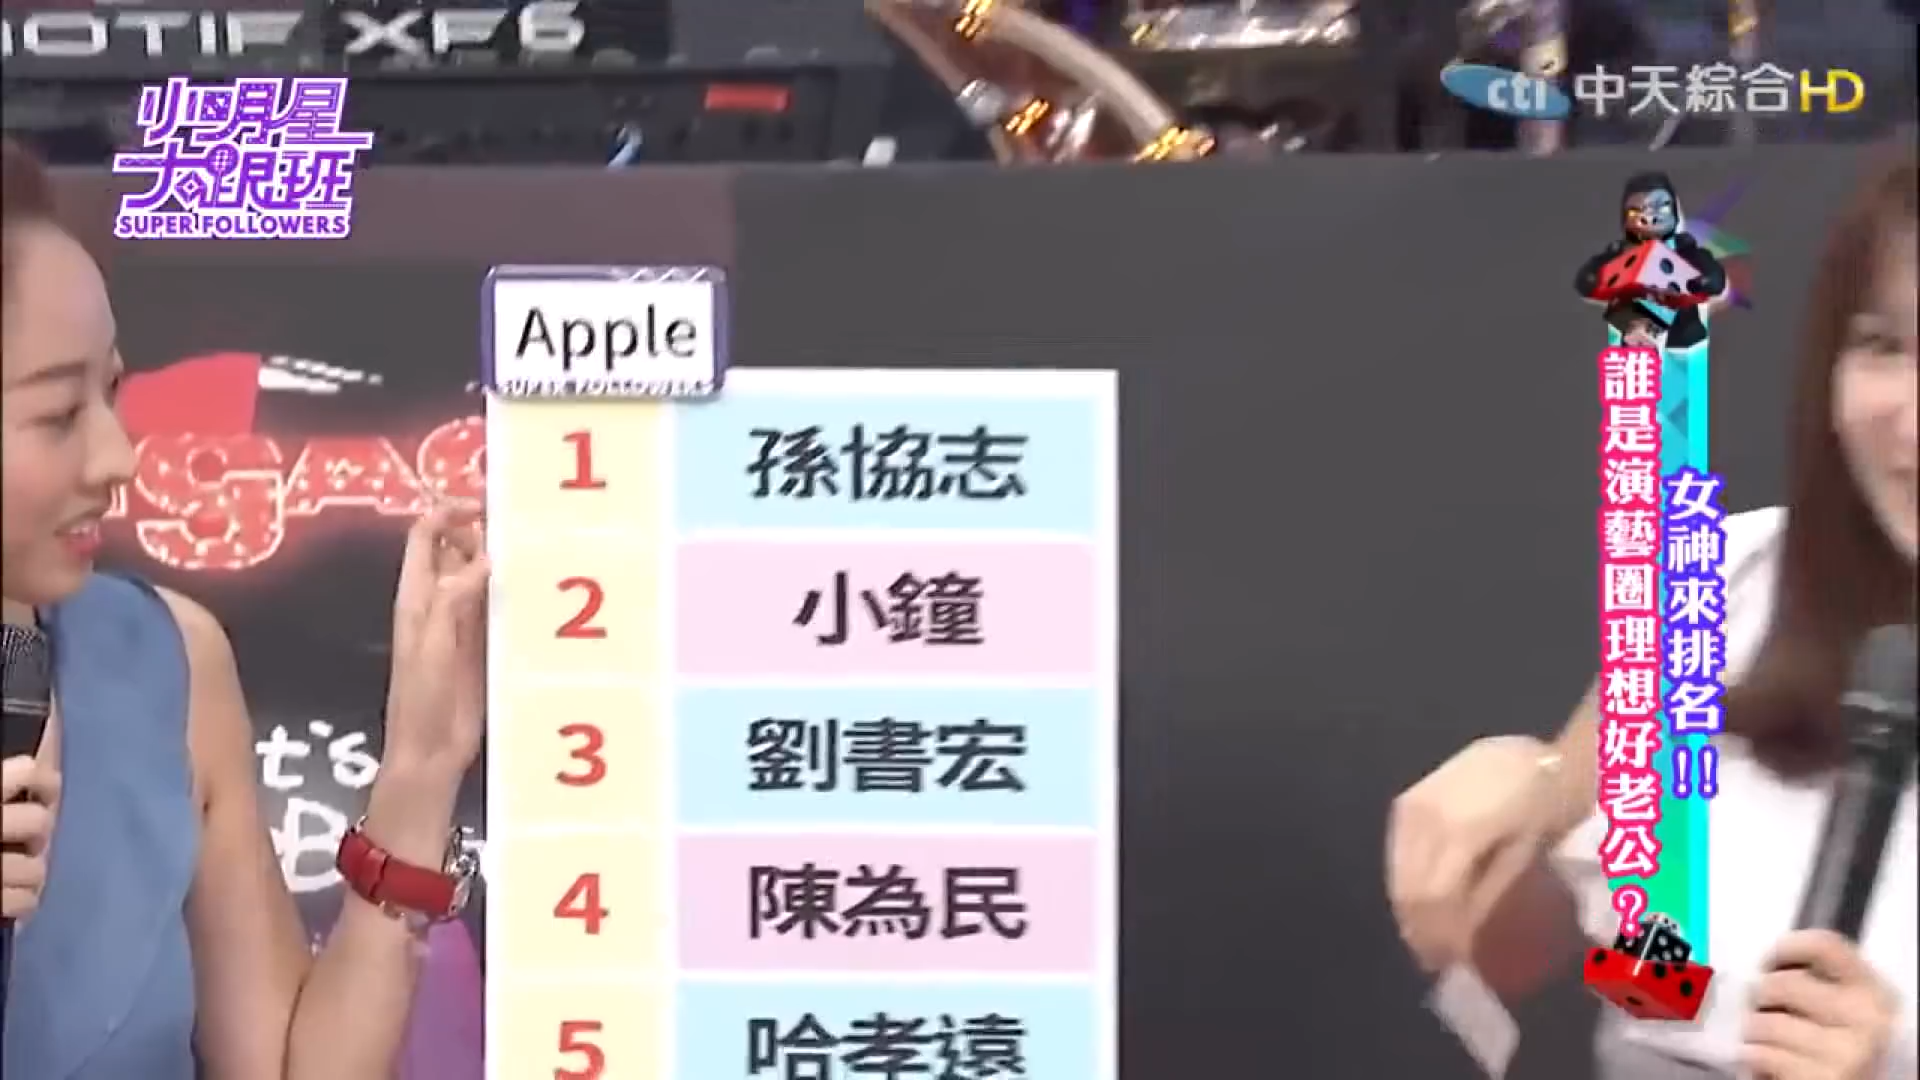 MOTIF XF6
小明星
大跟班
SUPER FOLLOWERS
cti 中天綜合HD
Apple
1 孫協志
2 小鐘
3 劉書宏
4 陳為民
5 哈孝遠
女神來排名!!
誰是演藝圈理想好老公?
t's
B